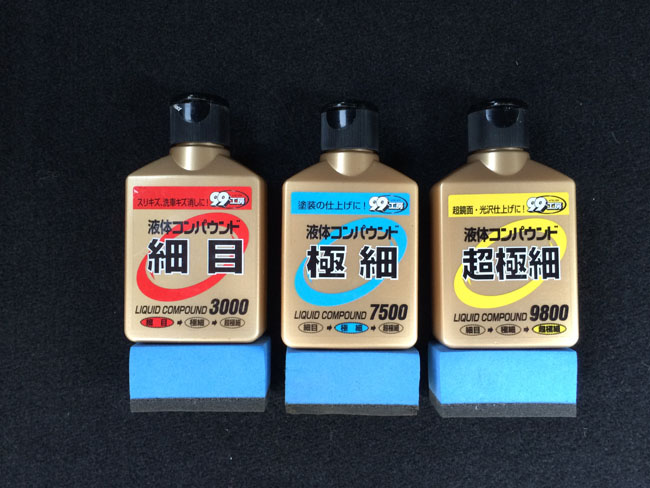 スリキズ、洗車キズ消しに!
99工房
液体コンパウンド
細目
LIQUID COMPOUND 3000
細目➡極細➡超極細
塗装の仕上げに!
99工房
液体コンパウンド
極細
LIQUID COMPOUND 7500
細目➡極細➡超極細
超鏡面・光沢仕上げに!
99工房
液体コンパウンド
超極細
LIQUID COMPOUND 9800
細目➡極細➡超極細